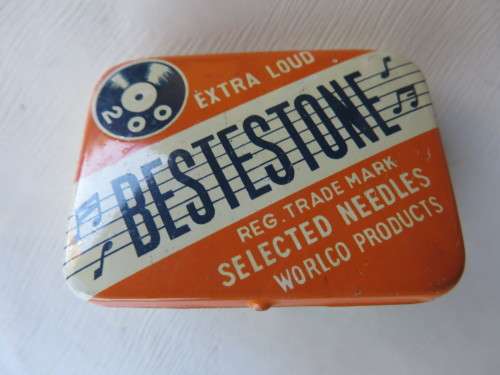 EXTRA LOUD
200
BESTESTONE
REG. TRADE MARK
SELECTED NEEDLES
WORLCO PRODUCTS